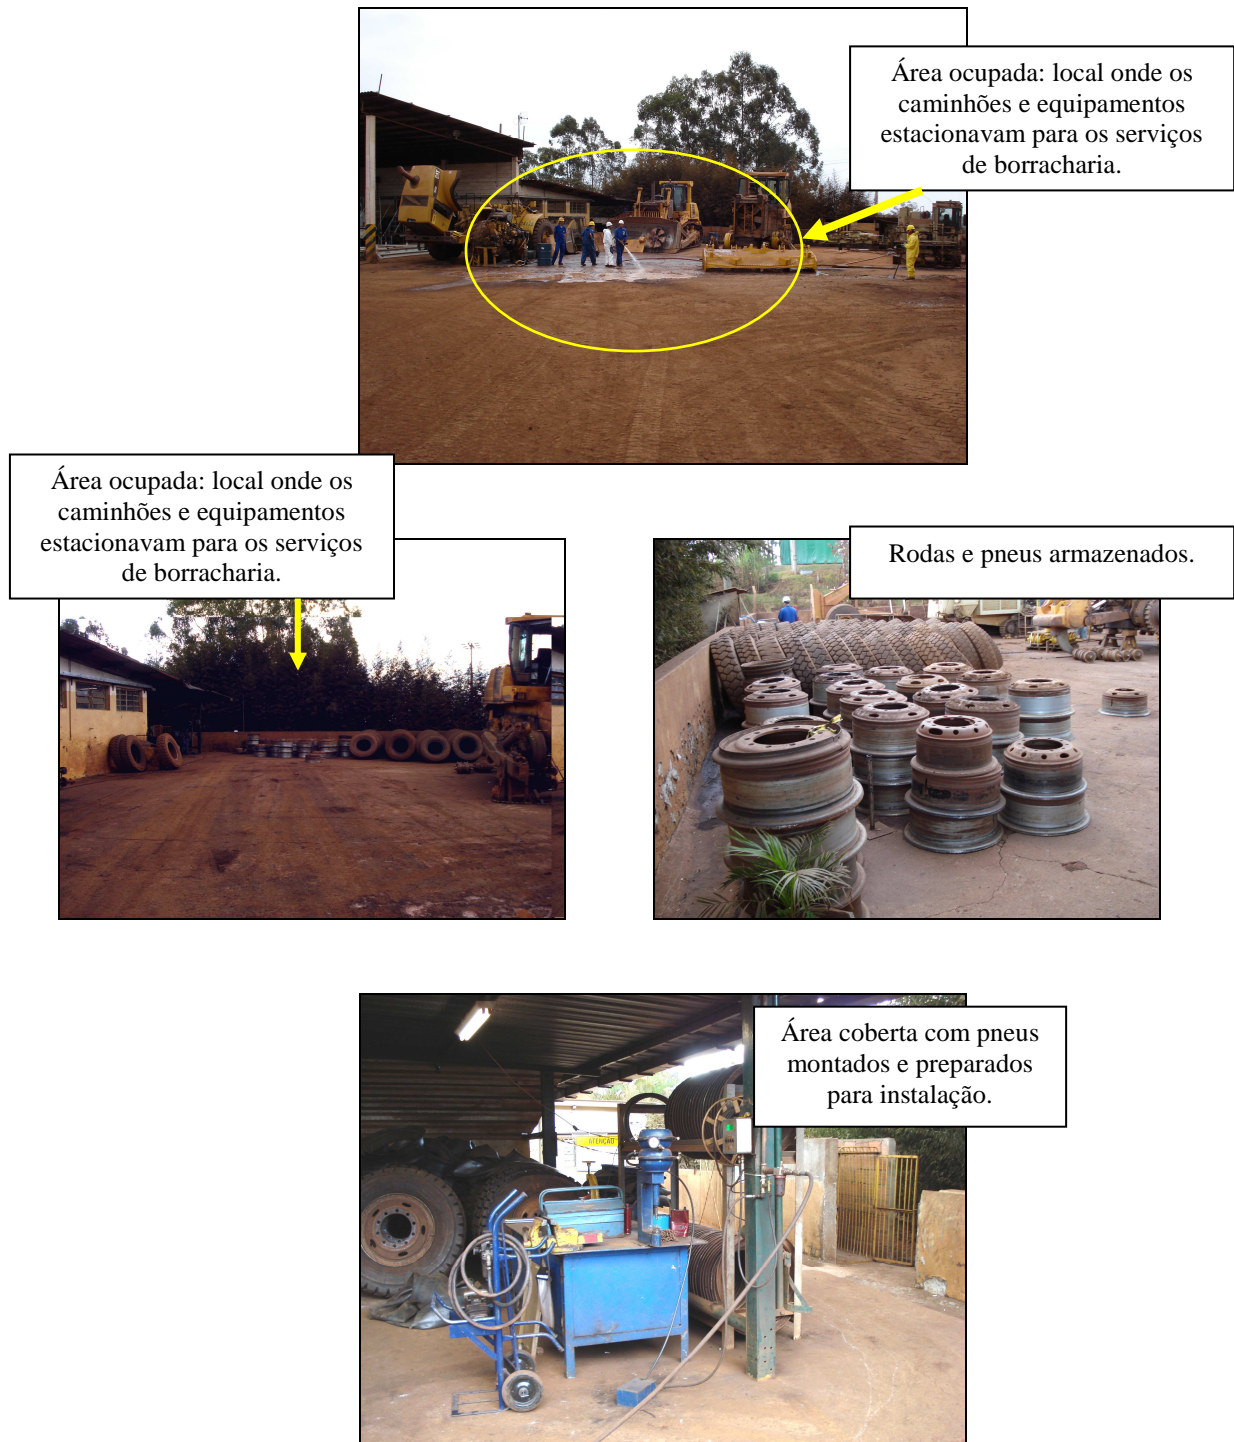 Área ocupada: local onde os
caminhões e equipamentos
estacionavam para os serviços
de borracharia.
Área ocupada: local onde os
caminhões e equipamentos
estacionavam para os serviços
de borracharia.
Rodas e pneus armazenados.
Área coberta com pneus
montados e preparados
para instalação.
ATENÇÃO